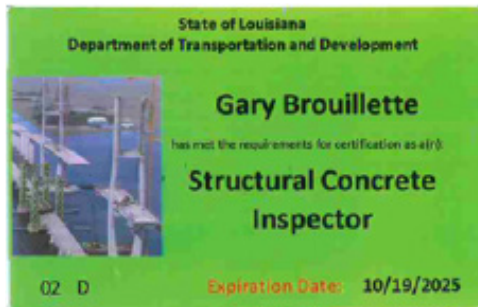 State of Louisiana
Department of Transportation and Development
Gary Brouillette
has met the requirements for certification as a(n):
Structural Concrete
Inspector
02 D
Expiration Date: 10/19/2025